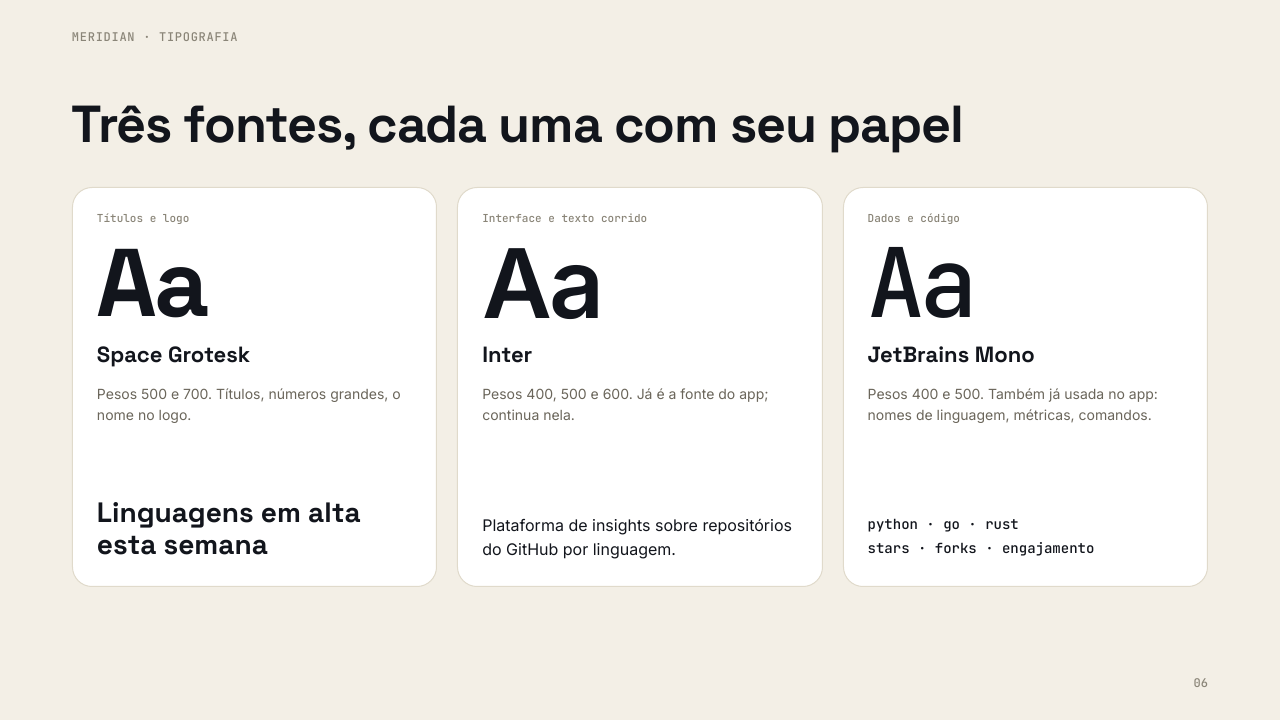 MERIDIAN · TIPOGRAFIA
Três fontes, cada uma com seu papel
Títulos e logo
Aa
Space Grotesk
Pesos 500 e 700. Títulos, números grandes, o
nome no logo.
Linguagens em alta
esta semana
Interface e texto corrido
Aa
Inter
Pesos 400, 500 e 600. Já é a fonte do app;
continua nela.
Plataforma de insights sobre repositórios
do GitHub por linguagem.
Dados e código
Aa
JetBrains Mono
Pesos 400 e 500. Também já usada no app:
nomes de linguagem, métricas, comandos.
python · go · rust
stars · forks · engajamento
06